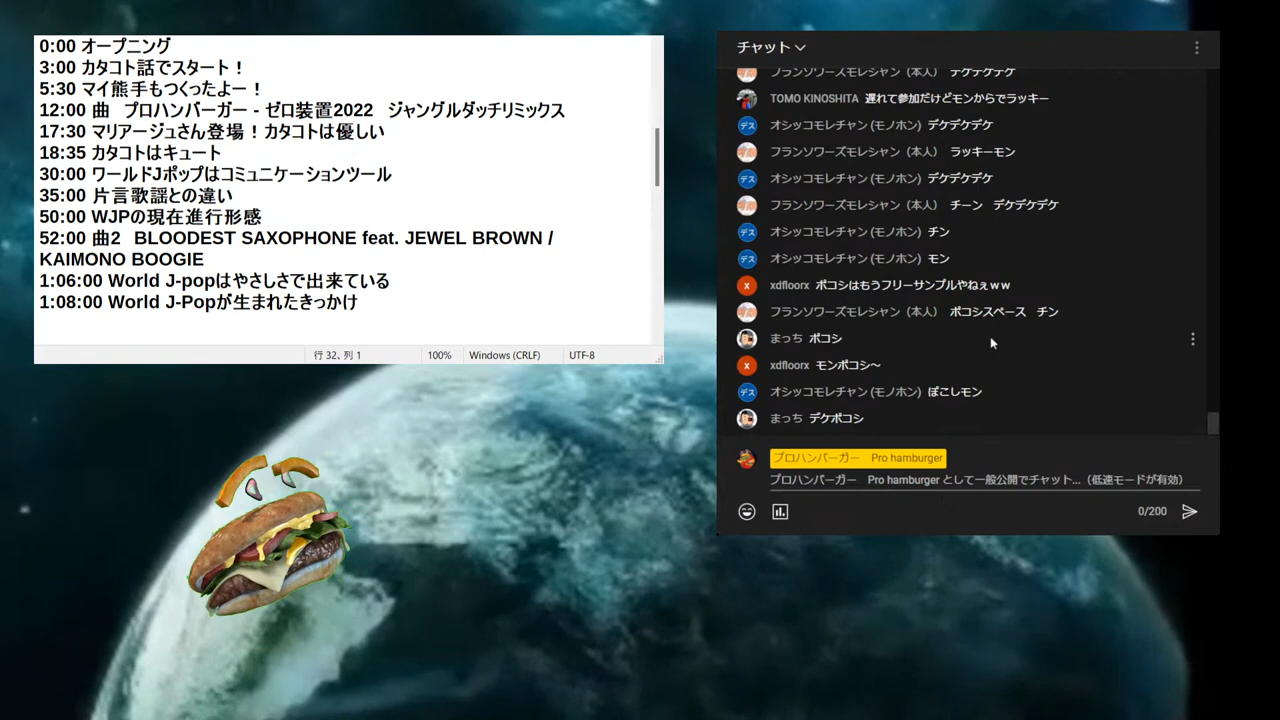 0:00 オープニング
3:00 カタコト話でスタート！
5:30 マイ熊手もつくったよー！
12:00 曲　プロハンバーガー - ゼロ装置2022　ジャングルダッチリミックス
17:30 マリアージュさん登場！カタコトは優しい
18:35 カタコトはキュート
30:00 ワールドJポップはコミュニケーションツール
35:00 片言歌謡との違い
50:00 WJPの現在進行形感
52:00 曲2　BLOODEST SAXOPHONE feat. JEWEL BROWN /
KAIMONO BOOGIE
1:06:00 World J-popはやさしさで出来ている
1:08:00 World J-Popが生まれたきっかけ
行 32、列 1　100%　Windows (CRLF)　UTF-8
チャット
フランソワーズモレシャン（本人） デケデケデケ
TOMO KINOSHITA 遅れて参加だけどモンからでラッキー
デス オシッコモレチャン (モノホン) デケデケデケ
フランソワーズモレシャン（本人） ラッキーモン
デス オシッコモレチャン (モノホン) デケデケデケ
フランソワーズモレシャン（本人） チーン　デケデケデケ
デス オシッコモレチャン (モノホン) チン
デス オシッコモレチャン (モノホン) モン
x xdfloorx ポコシはもうフリーサンプルやねぇｗｗ
フランソワーズモレシャン（本人） ポコシスペース　チン
まっち ポコシ
x xdfloorx モンポコシ～
デス オシッコモレチャン (モノホン) ぽこしモン
まっち デケポコシ
プロハンバーガー　Pro hamburger
プロハンバーガー　Pro hamburger として一般公開でチャット...（低速モードが有効）
0/200